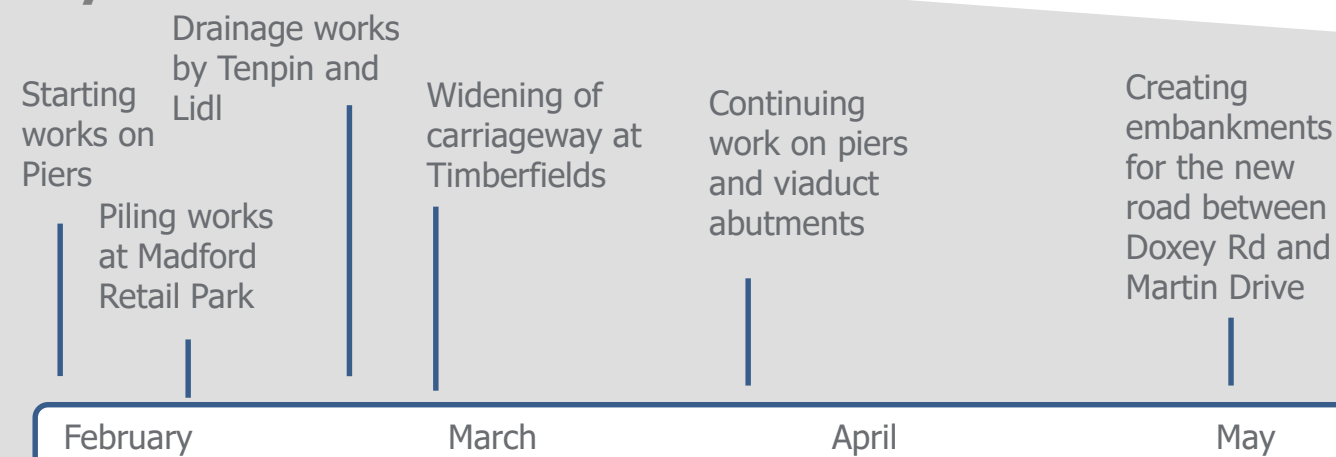 Starting
works on
Piers
Piling works
at Madford
Retail Park
Drainage works
by Tenpin and
Lidl
Widening of
carriageway at
Timberfields
Continuing
work on piers
and viaduct
abutments
Creating
embankments
for the new
road between
Doxey Rd and
Martin Drive
February
March
April
May